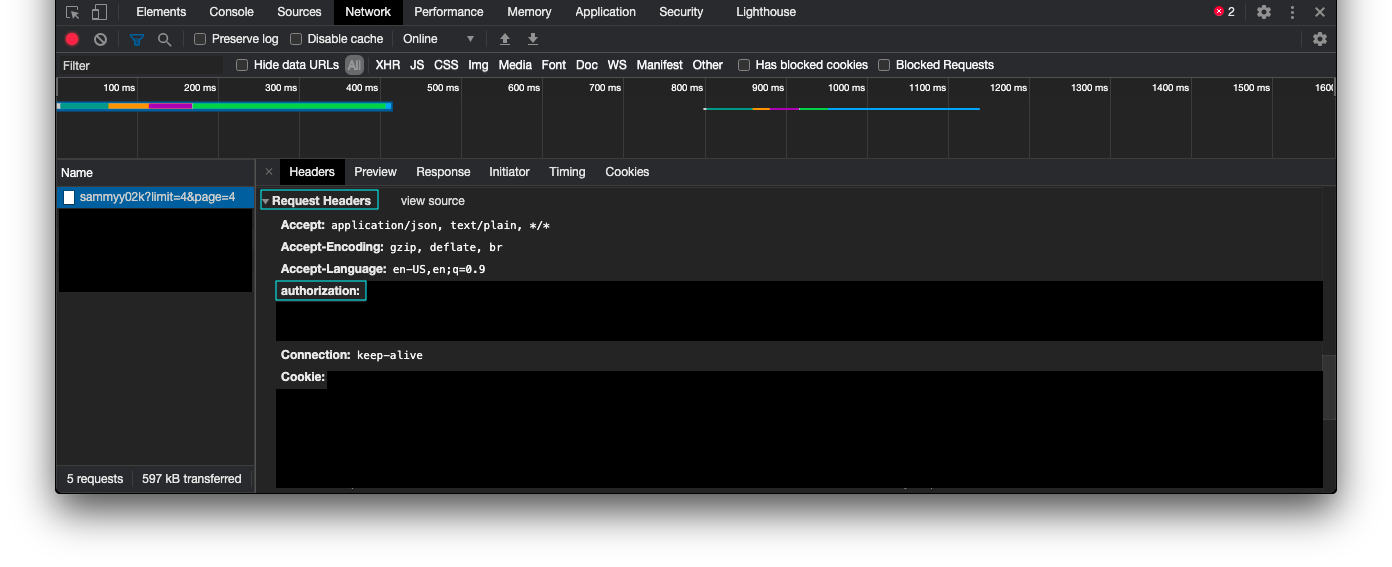 Elements Console Sources Network Performance Memory Application Security Lighthouse 2
Preserve log Disable cache Online
Filter Hide data URLs All XHR JS CSS Img Media Font Doc WS Manifest Other Has blocked cookies Blocked Requests
100 ms 200 ms 300 ms 400 ms 500 ms 600 ms 700 ms 800 ms 900 ms 1000 ms 1100 ms 1200 ms 1300 ms 1400 ms 1500 ms
Name × Headers Preview Response Initiator Timing Cookies
sammyy02k?limit=4&page=4
Request Headers view source
Accept: application/json, text/plain, */*
Accept-Encoding: gzip, deflate, br
Accept-Language: en-US,en;q=0.9
authorization:
Connection: keep-alive
Cookie:
5 requests 597 kB transferred